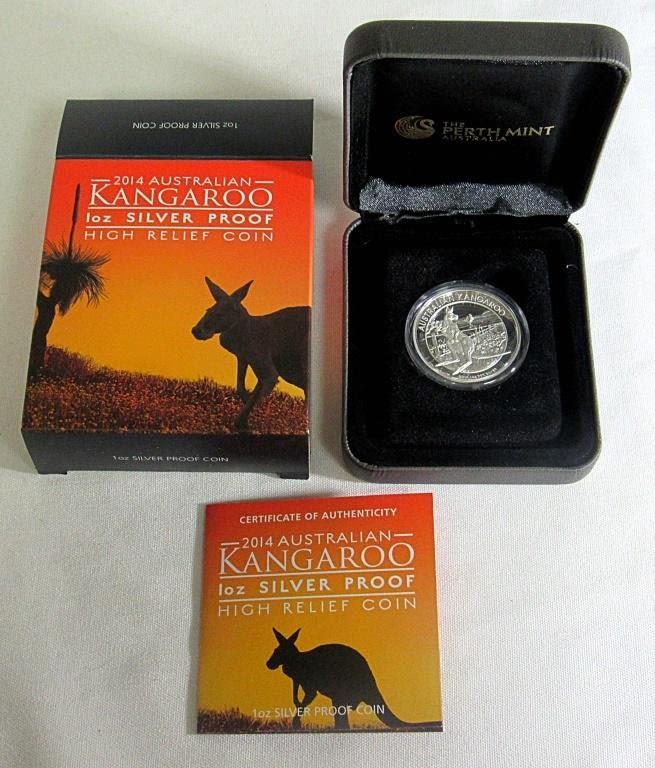 1oz SILVER PROOF COIN
2014 AUSTRALIAN
KANGAROO
1oz SILVER PROOF
HIGH RELIEF COIN
1oz SILVER PROOF COIN
THE
PERTH MINT
AUSTRALIA
AUSTRALIAN KANGAROO
CERTIFICATE OF AUTHENTICITY
2014 AUSTRALIAN
KANGAROO
1oz SILVER PROOF
HIGH RELIEF COIN
1oz SILVER PROOF COIN